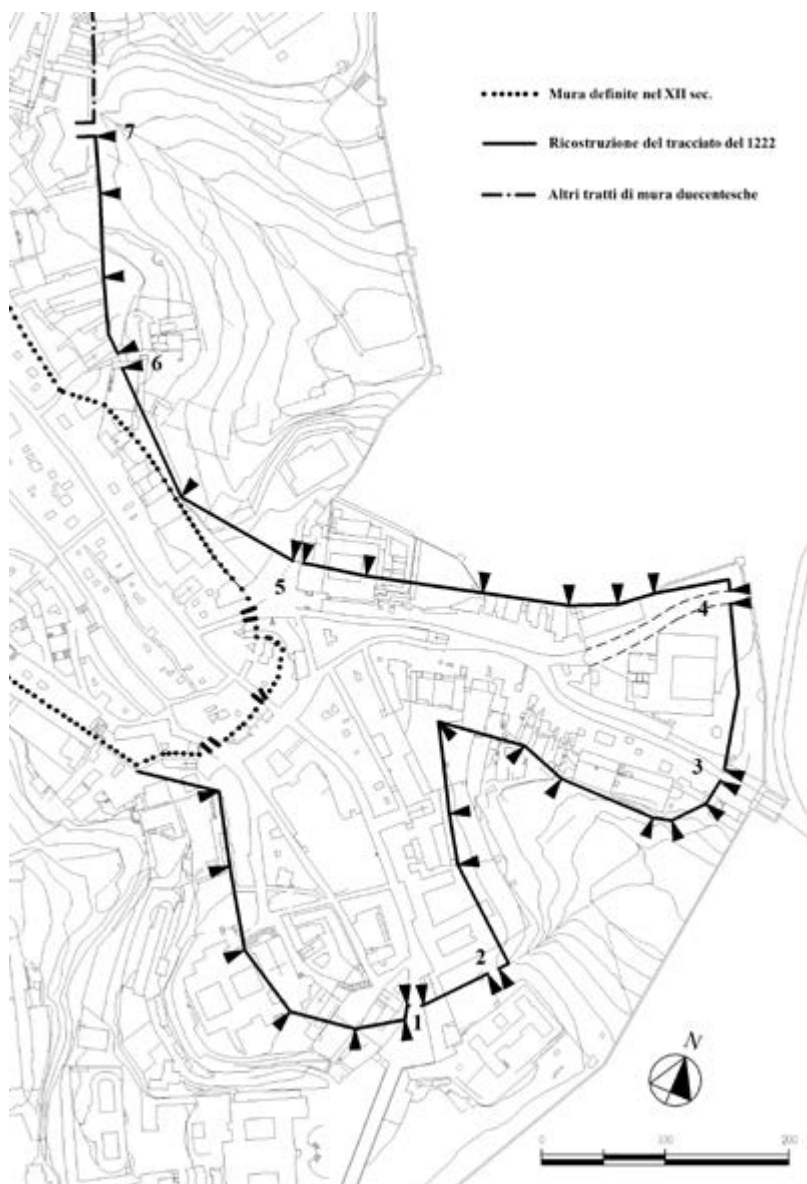 Mura definite nel XII sec.
Ricostruzione del tracciato del 1222
Altri tratti di mura duecentesche
7
6
5
4
3
2
1
N
0 100 200